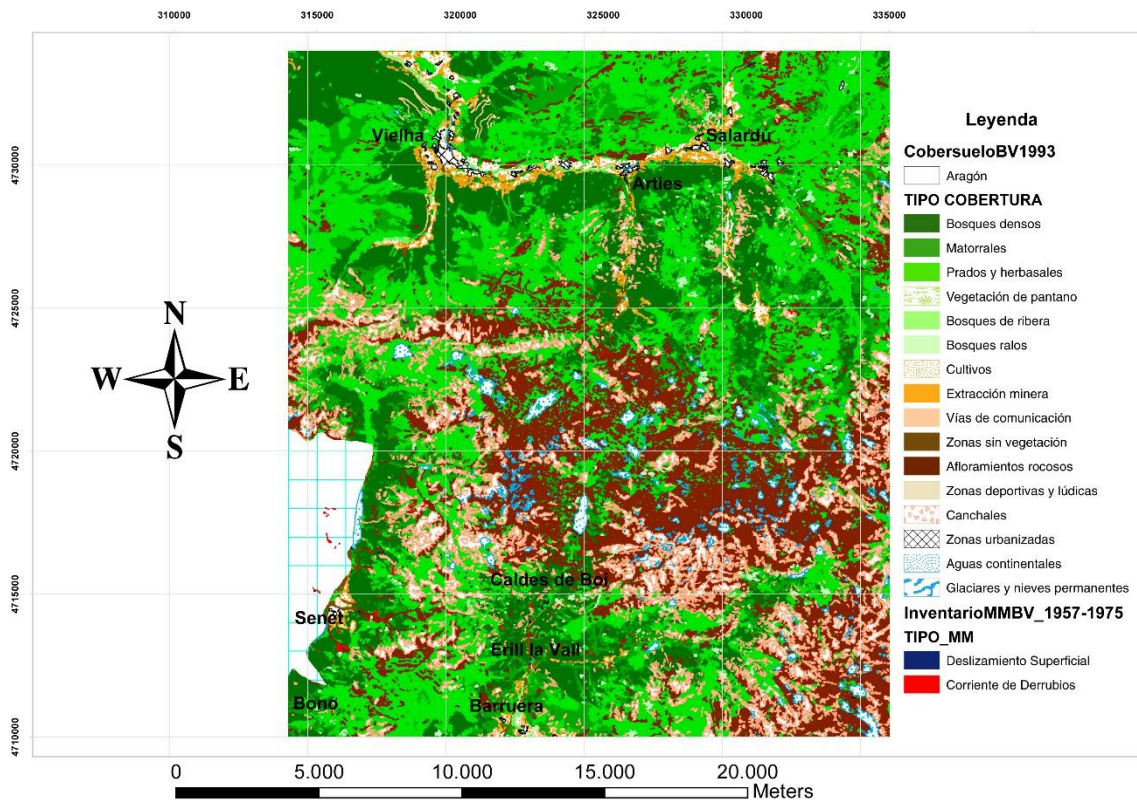 310000 315000 320000 325000 330000 335000
4730000
4725000
4720000
4715000
4710000
Vielha
Salardu
Arties
Caldes de Boi
Senet
Erill la Vall
Bono
Barruera
N
W E
S
Leyenda
CobersueloBV1993
Aragón
TIPO COBERTURA
Bosques densos
Matorrales
Prados y herbasales
Vegetación de pantano
Bosques de ribera
Bosques ralos
Cultivos
Extracción minera
Vías de comunicación
Zonas sin vegetación
Afloramientos rocosos
Zonas deportivas y lúdicas
Canchales
Zonas urbanizadas
Aguas continentales
Glaciares y nieves permanentes
InventarioMMBV_1957-1975
TIPO_MM
Deslizamiento Superficial
Corriente de Derrubios
0 5.000 10.000 15.000 20.000
Meters